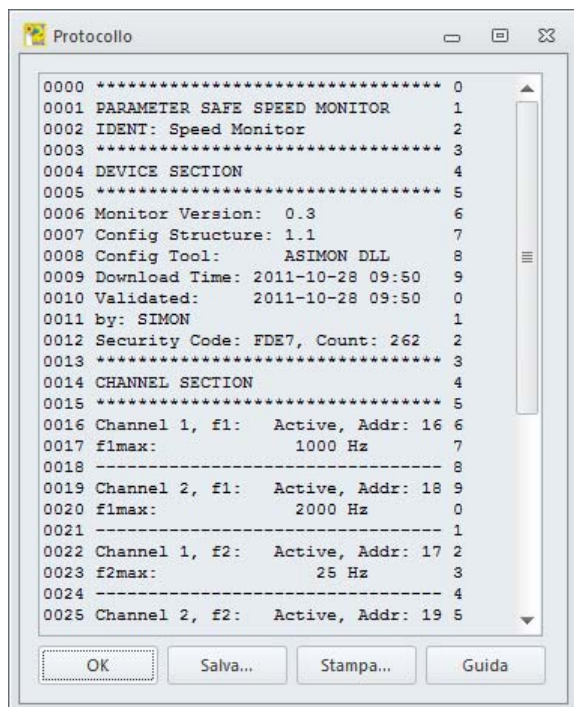 Protocollo
0000 ********************************* 0
0001 PARAMETER SAFE SPEED MONITOR 1
0002 IDENT: Speed Monitor 2
0003 ********************************* 3
0004 DEVICE SECTION 4
0005 ********************************* 5
0006 Monitor Version: 0.3 6
0007 Config Structure: 1.1 7
0008 Config Tool: ASIMON DLL 8
0009 Download Time: 2011-10-28 09:50 9
0010 Validated: 2011-10-28 09:50 0
0011 by: SIMON 1
0012 Security Code: FDE7, Count: 262 2
0013 ********************************* 3
0014 CHANNEL SECTION 4
0015 ********************************* 5
0016 Channel 1, f1: Active, Addr: 16 6
0017 f1max: 1000 Hz 7
0018 --------------------------------- 8
0019 Channel 2, f1: Active, Addr: 18 9
0020 f1max: 2000 Hz 0
0021 --------------------------------- 1
0022 Channel 1, f2: Active, Addr: 17 2
0023 f2max: 25 Hz 3
0024 --------------------------------- 4
0025 Channel 2, f2: Active, Addr: 19 5
OK Salva... Stampa... Guida